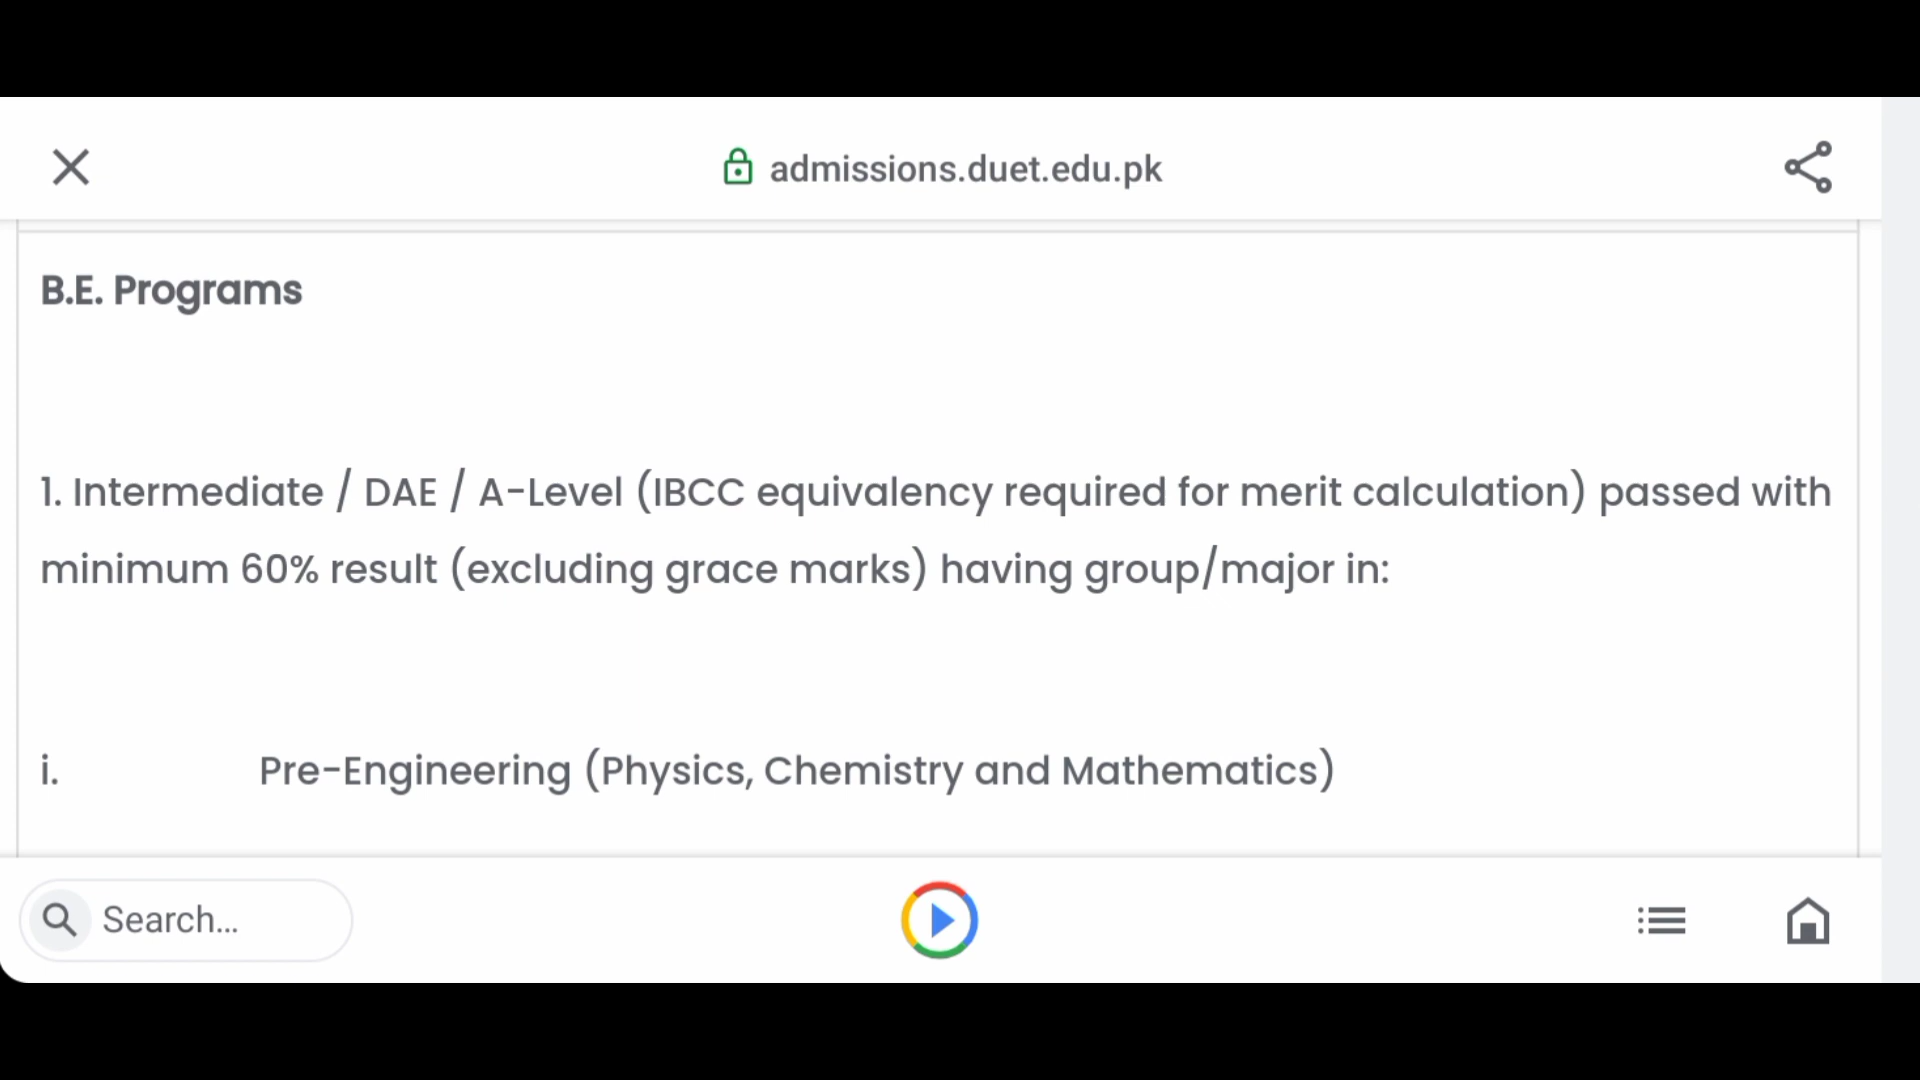 admissions.duet.edu.pk
B.E. Programs
1. Intermediate / DAE / A-Level (IBCC equivalency required for merit calculation) passed with
minimum 60% result (excluding grace marks) having group/major in:
i. Pre-Engineering (Physics, Chemistry and Mathematics)
Search...